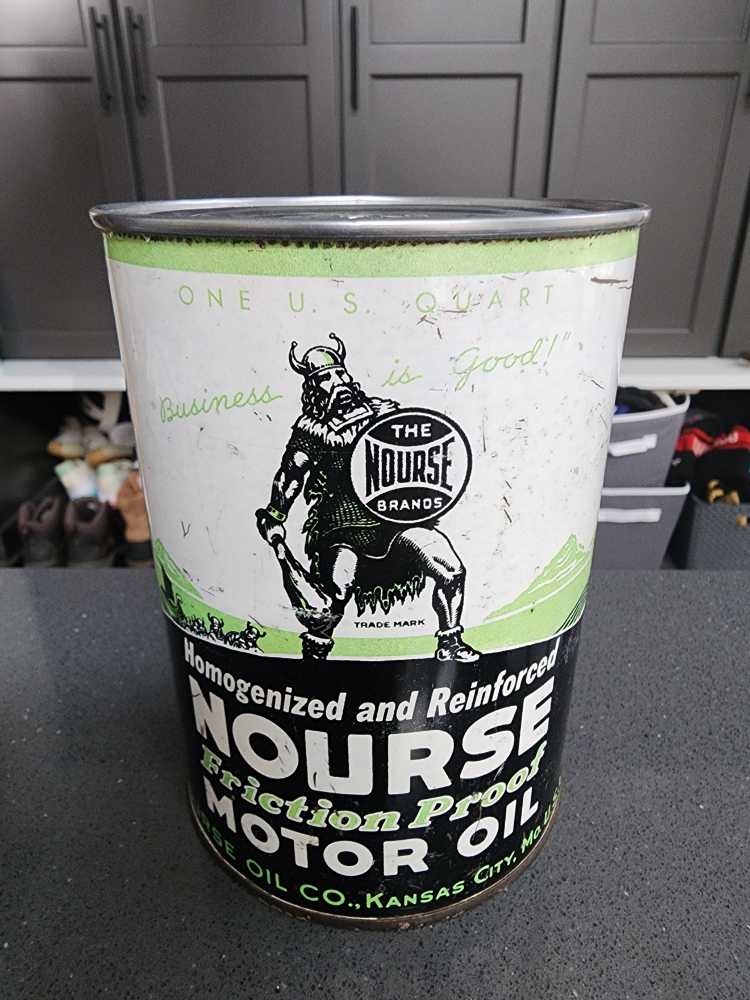 ONE U.S. QUART
"Business is Good!"
THE
NOURSE
BRANDS
TRADE MARK
Homogenized and Reinforced
NOURSE
Friction Proof
MOTOR OIL
OIL CO., KANSAS CITY, MO. U.S.